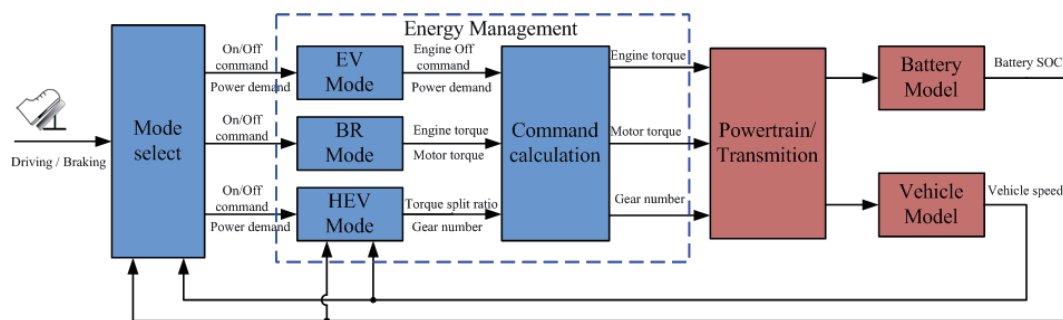 Energy Management
Driving / Braking
Mode
select
On/Off
command
Power demand
On/Off
command
On/Off
command
Power demand
EV
Mode
BR
Mode
HEV
Mode
Engine Off
command
Power demand
Engine torque
Motor torque
Torque split ratio
Gear number
Command
calculation
Engine torque
Motor torque
Gear number
Powertrain/
Transmition
Battery
Model
Vehicle
Model
Battery SOC
Vehicle speed